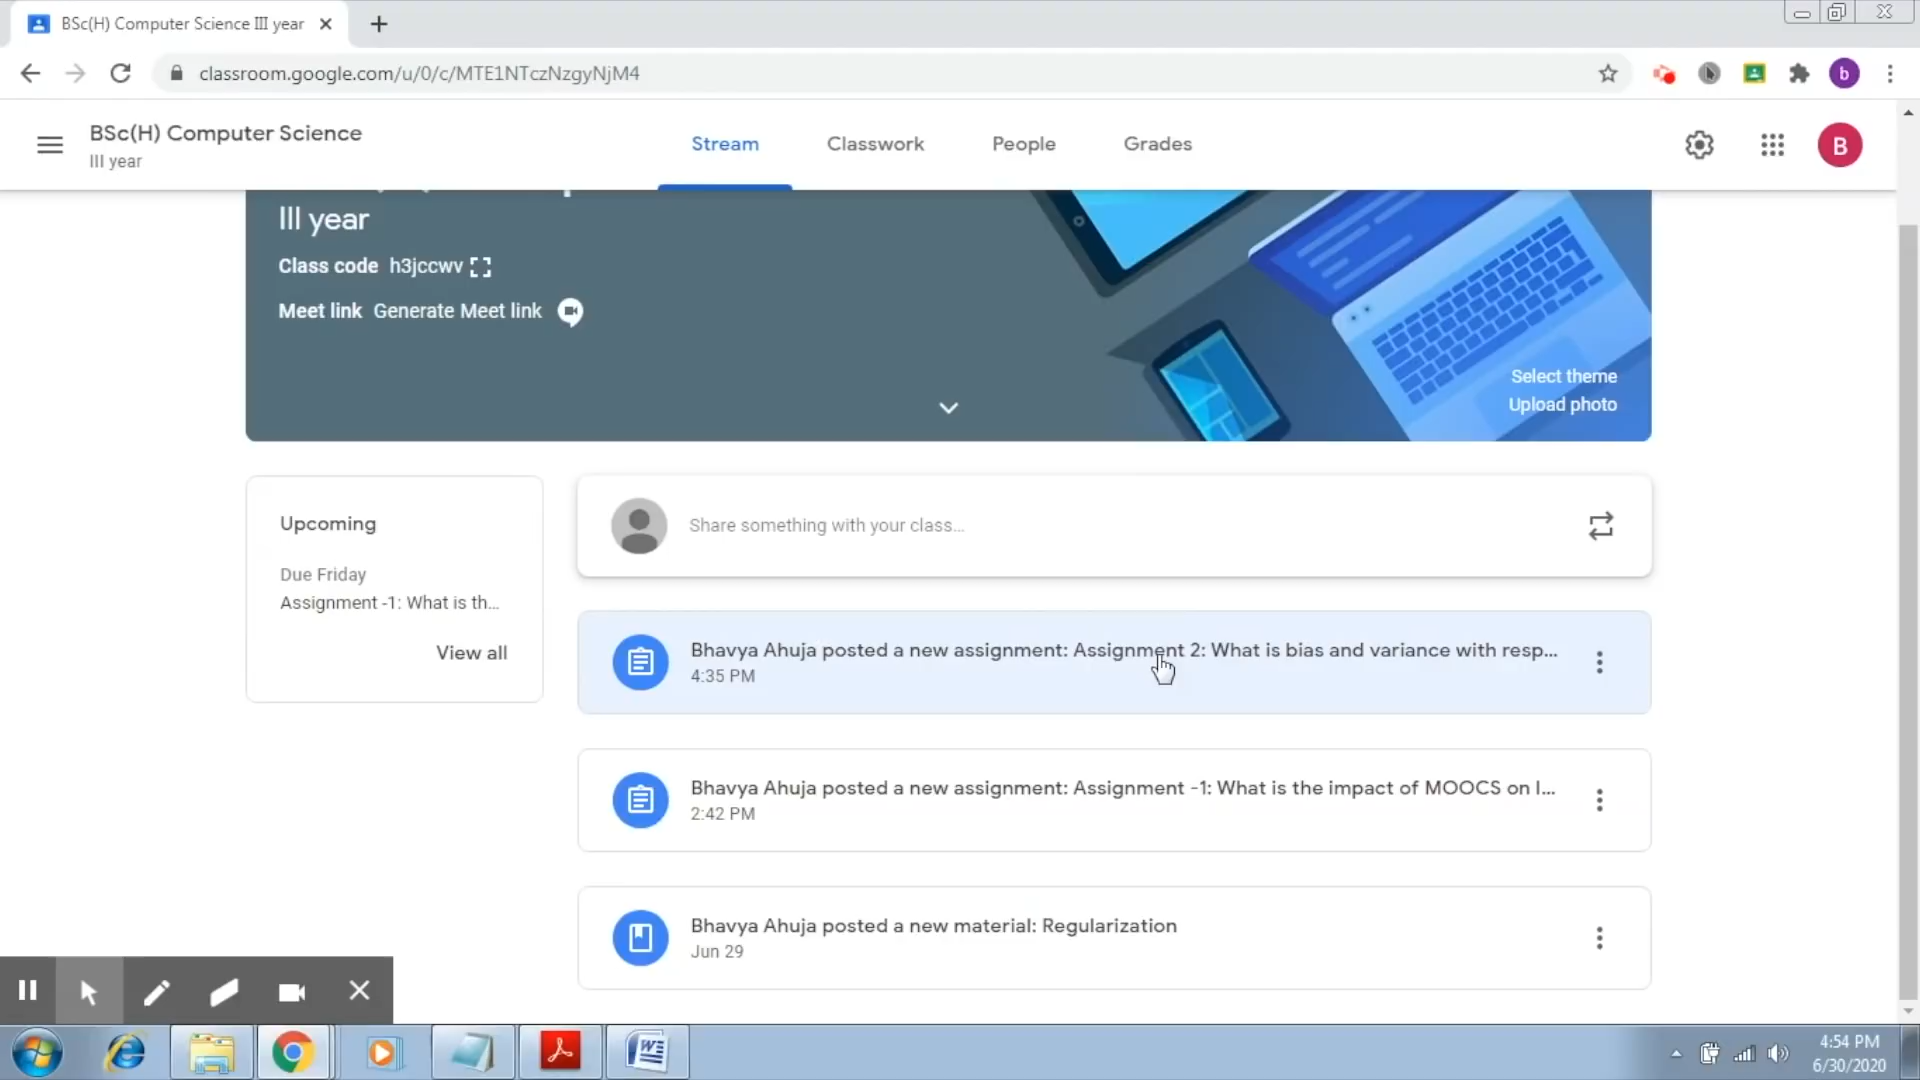 BSc(H) Computer Science III year
classroom.google.com/u/0/c/MTE1NTczNzgyNjM4
b
BSc(H) Computer Science
III year
Stream
Classwork
People
Grades
B
III year
Class code h3jccwv
Meet link Generate Meet link
Select theme
Upload photo
Upcoming
Due Friday
Assignment -1: What is th...
View all
Share something with your class...
Bhavya Ahuja posted a new assignment: Assignment 2: What is bias and variance with resp...
4:35 PM
Bhavya Ahuja posted a new assignment: Assignment -1: What is the impact of MOOCS on l...
2:42 PM
Bhavya Ahuja posted a new material: Regularization
Jun 29
4:54 PM
6/30/2020